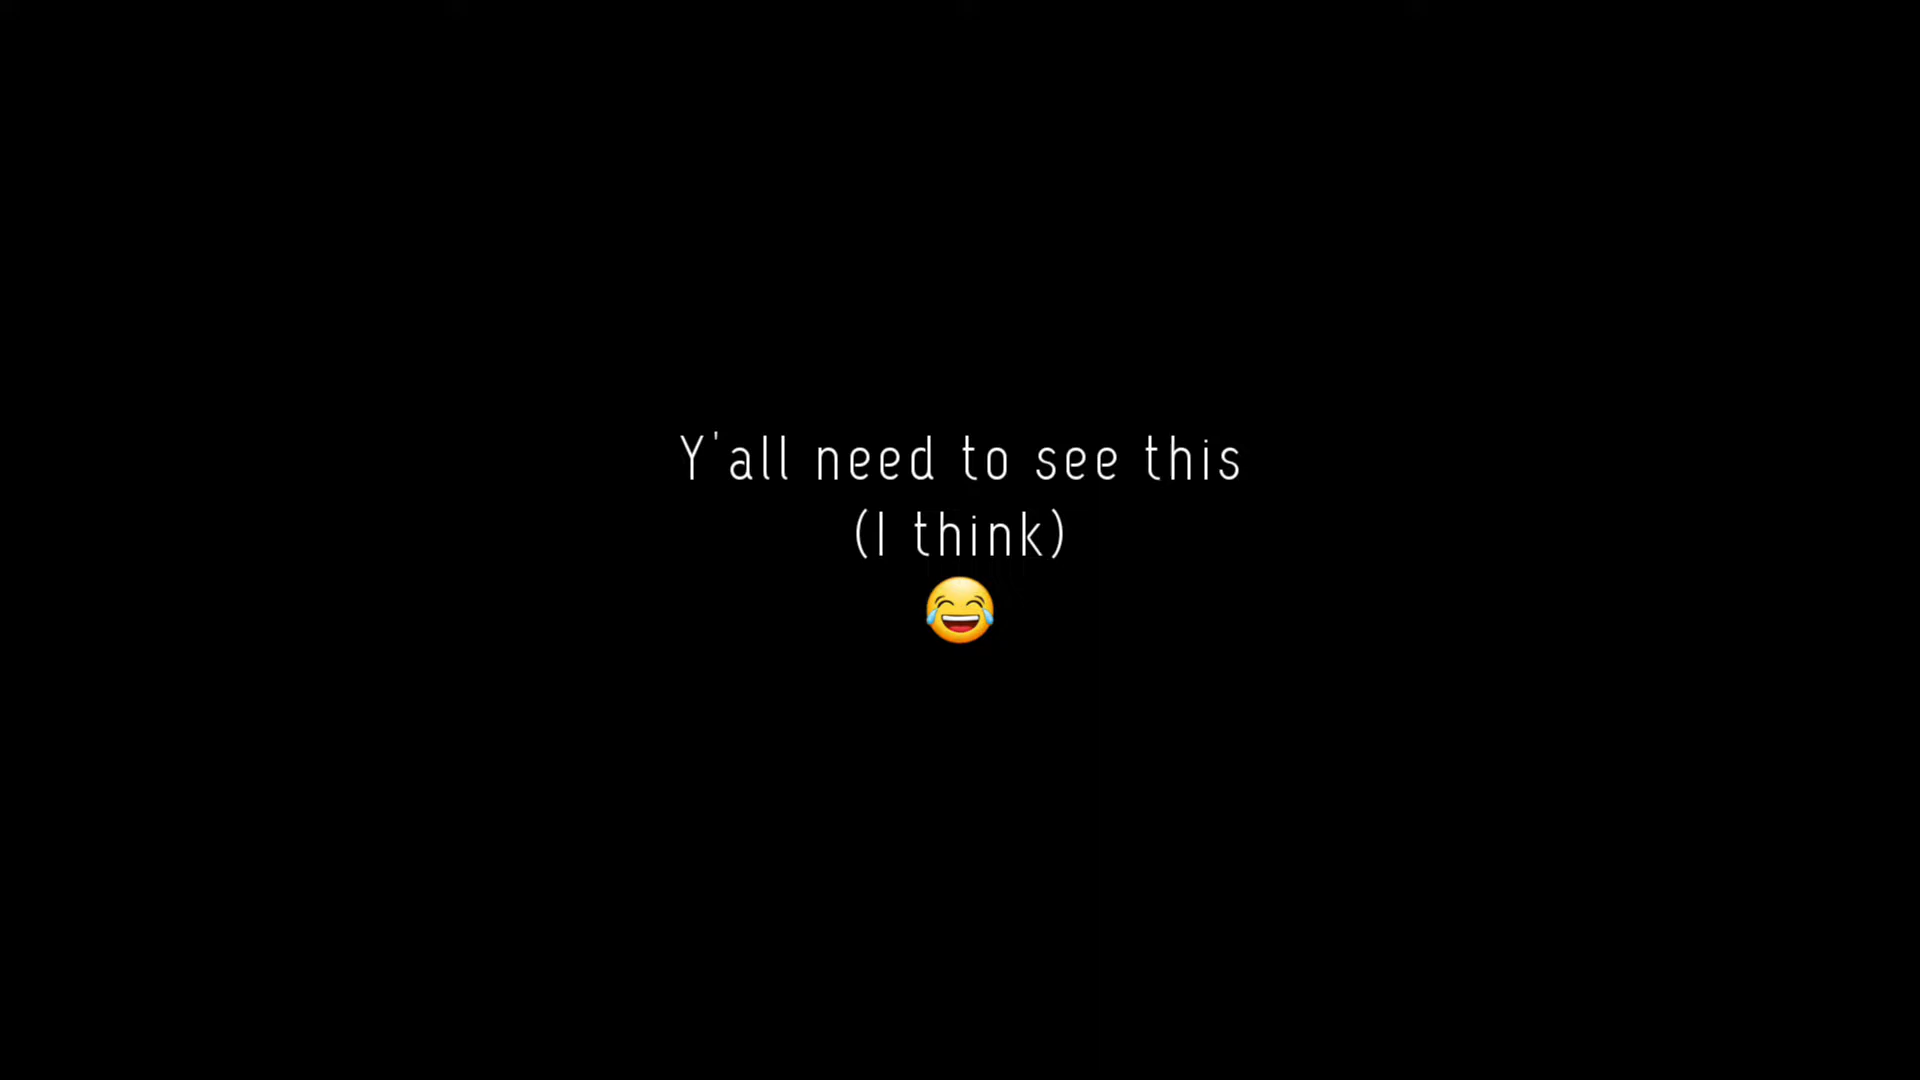 Y'all need to see this
(I think)
😂